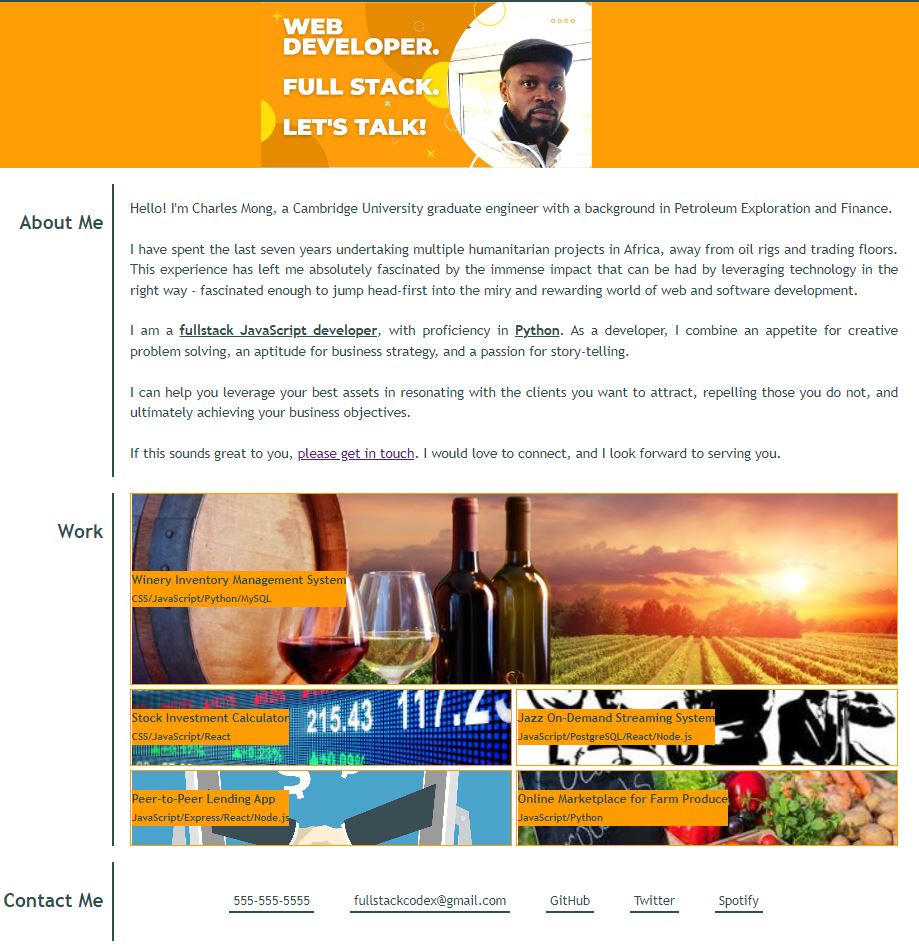 WEB
DEVELOPER.
FULL STACK.
LET'S TALK!
About Me
Hello! I'm Charles Mong, a Cambridge University graduate engineer with a background in Petroleum Exploration and Finance.
I have spent the last seven years undertaking multiple humanitarian projects in Africa, away from oil rigs and trading floors.
This experience has left me absolutely fascinated by the immense impact that can be had by leveraging technology in the
right way - fascinated enough to jump head-first into the miry and rewarding world of web and software development.
I am a fullstack JavaScript developer, with proficiency in Python. As a developer, I combine an appetite for creative
problem solving, an aptitude for business strategy, and a passion for story-telling.
I can help you leverage your best assets in resonating with the clients you want to attract, repelling those you do not, and
ultimately achieving your business objectives.
If this sounds great to you, please get in touch. I would love to connect, and I look forward to serving you.
Work
Winery Inventory Management System
CSS/JavaScript/Python/MySQL
Stock Investment Calculator
CSS/JavaScript/React
215.43
Jazz On-Demand Streaming System
JavaScript/PostgreSQL/React/Node.js
Peer-to-Peer Lending App
JavaScript/Express/React/Node.js
Online Marketplace for Farm Produce
JavaScript/Python
Contact Me
555-555-5555
fullstackcodex@gmail.com
GitHub
Twitter
Spotify